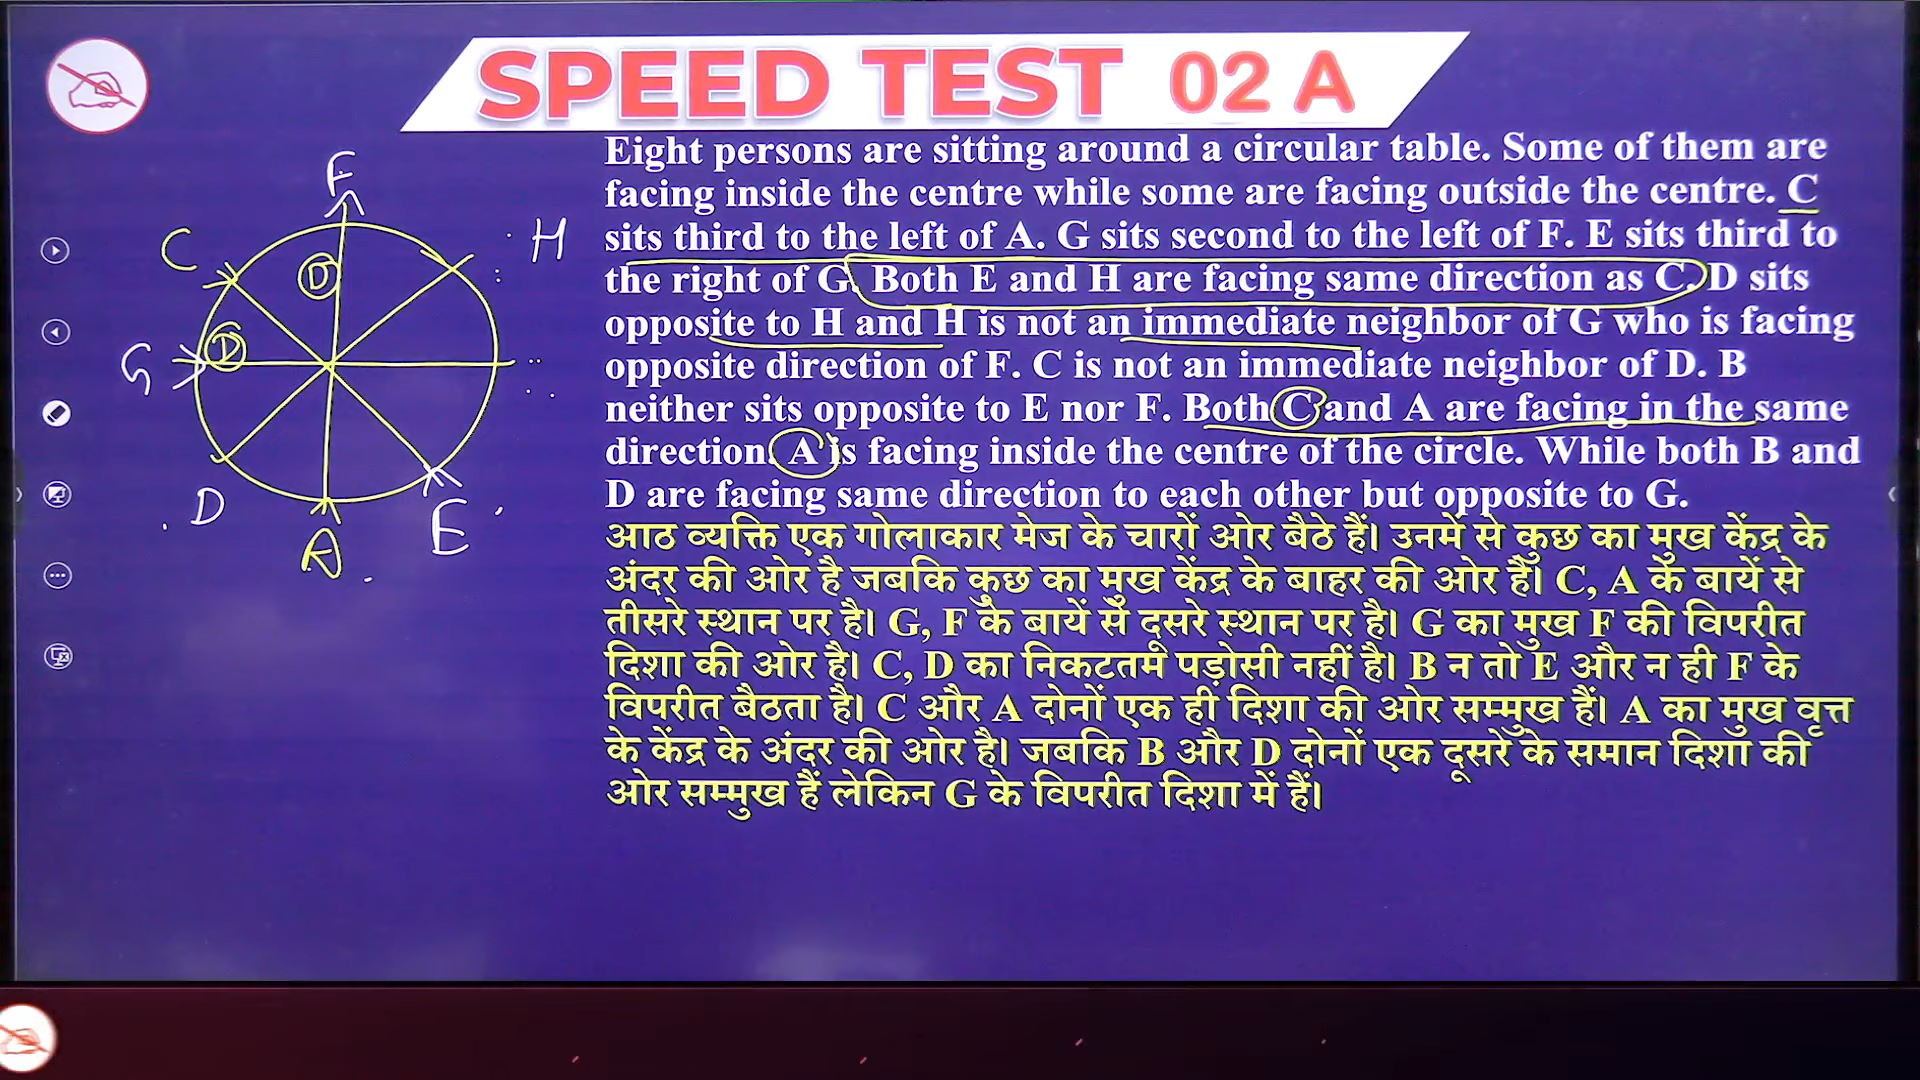 SPEED TEST 02 A
Eight persons are sitting around a circular table. Some of them are
facing inside the centre while some are facing outside the centre. C
sits third to the left of A. G sits second to the left of F. E sits third to
the right of G. Both E and H are facing same direction as C. D sits
opposite to H and H is not an immediate neighbor of G who is facing
opposite direction of F. C is not an immediate neighbor of D. B
neither sits opposite to E nor F. Both C and A are facing in the same
direction. A is facing inside the centre of the circle. While both B and
D are facing same direction to each other but opposite to G.
आठ व्यक्ति एक गोलाकार मेज के चारों ओर बैठे हैं। उनमें से कुछ का मुख केंद्र के
अंदर की ओर है जबकि कुछ का मुख केंद्र के बाहर की ओर है। C, A के बायें से
तीसरे स्थान पर है। G, F के बायें से दूसरे स्थान पर है। G का मुख F की विपरीत
दिशा की ओर है। C, D का निकटतम पड़ोसी नहीं है। B न तो E और न ही F के
विपरीत बैठता है। C और A दोनों एक ही दिशा की ओर सम्मुख हैं। A का मुख वृत्त
के केंद्र के अंदर की ओर है। जबकि B और D दोनों एक दूसरे के समान दिशा की
ओर सम्मुख हैं लेकिन G के विपरीत दिशा में हैं।
F
H
C
D
D
G
D
E
A